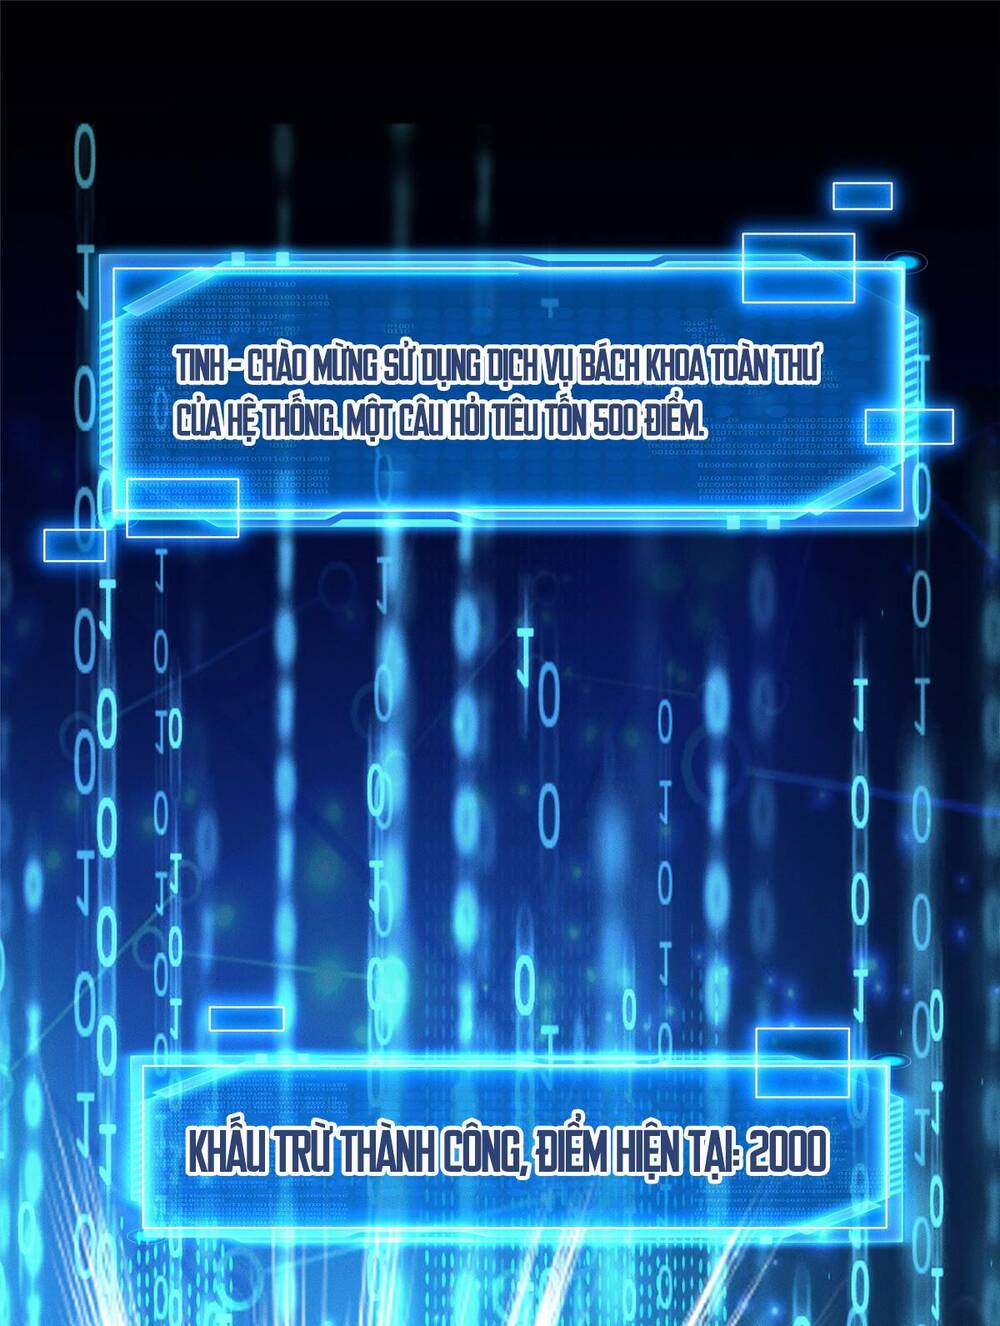 TINH - CHÀO MỪNG SỬ DỤNG DỊCH VỤ BÁCH KHOA TOÀN THƯ
CỦA HỆ THỐNG. MỘT CÂU HỎI TIÊU TỐN 500 ĐIỂM.
KHẤU TRỪ THÀNH CÔNG, ĐIỂM HIỆN TẠI: 2000